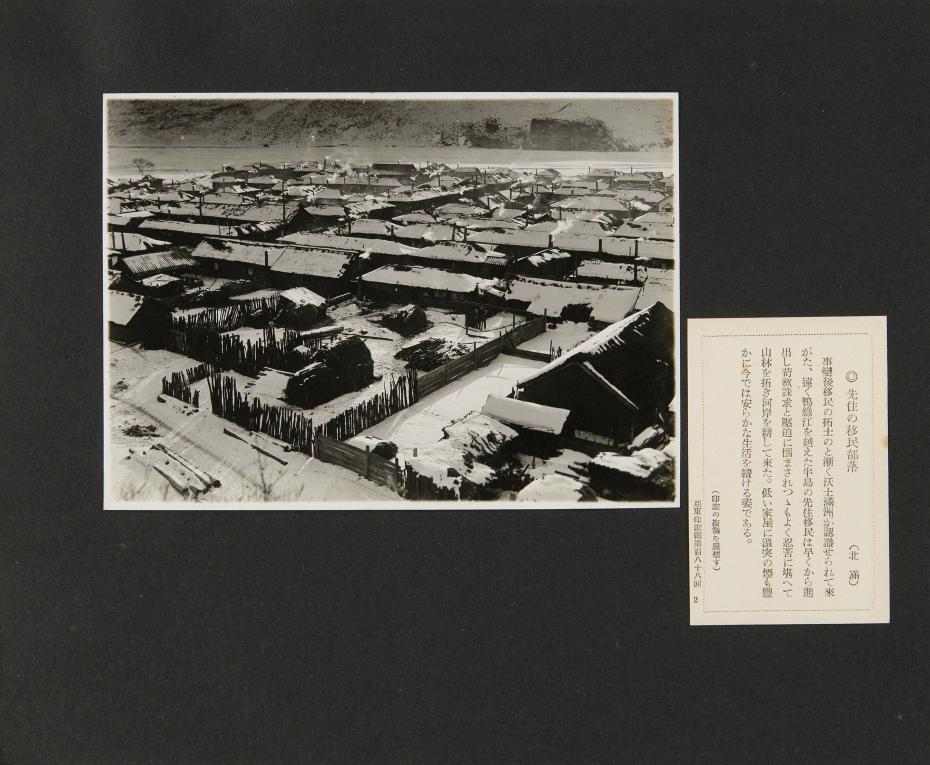 ◎ 先住の移民部落
（北滿）
事變後移民の拓士のと漸く沃土滿洲が認識せられて來
がた、遠く鴨綠江を越えた半島の先住移民は早くから進
出し苛斂誅求と壓迫に惱まされつゝもよく忍苦に堪へて
山林を拓き河岸を耕して來た。低い家屋に溫突の煙も豐
かに今では安らかな生活を續ける姿である。
（印畫の複製を嚴禁す）
亞東印畫輯第百八十八回 2